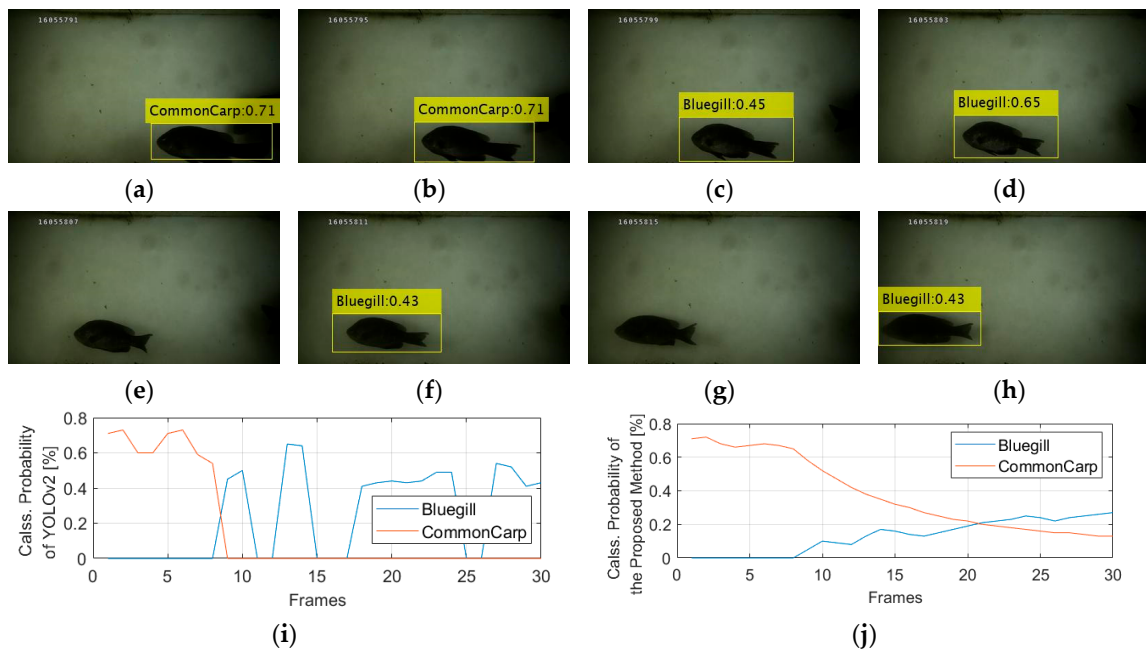 16055791
CommonCarp:0.71
(a)
16055795
CommonCarp:0.71
(b)
16055799
Bluegill:0.45
(c)
16055803
Bluegill:0.65
(d)
16055807
(e)
16055811
Bluegill:0.43
(f)
16055815
(g)
16055819
Bluegill:0.43
(h)
Calss. Probability
of YOLOv2 [%]
0.8
0.6
0.4
0.2
0
0 5 10 15 20 25 30
Frames
Bluegill
CommonCarp
(i)
Calss. Probability of
the Proposed Method [%]
0.8
0.6
0.4
0.2
0
0 5 10 15 20 25 30
Frames
Bluegill
CommonCarp
(j)